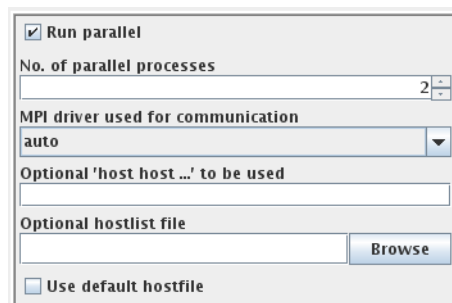 Run parallel
No. of parallel processes
2
MPI driver used for communication
auto
Optional 'host host ...' to be used
Optional hostlist file
Browse
Use default hostfile